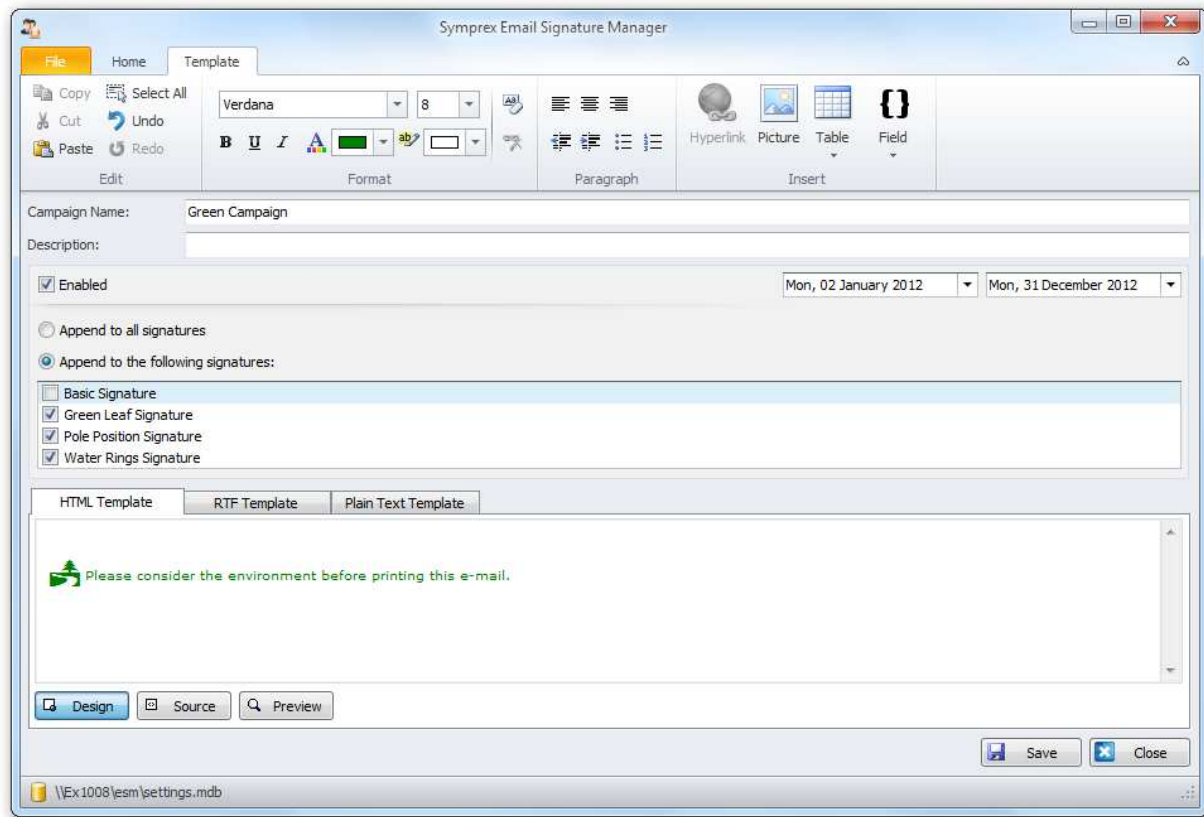 Symprex Email Signature Manager
File Home Template
Copy Select All Verdana 8 {}
Cut Undo Hyperlink Picture Table Field
Paste Redo B U I A ab
Edit Format Paragraph Insert
Campaign Name: Green Campaign
Description:
Enabled Mon, 02 January 2012 Mon, 31 December 2012
Append to all signatures
Append to the following signatures:
Basic Signature
Green Leaf Signature
Pole Position Signature
Water Rings Signature
HTML Template RTF Template Plain Text Template
Please consider the environment before printing this e-mail.
Design Source Preview
Save Close
\\Ex1008\esm\settings.mdb